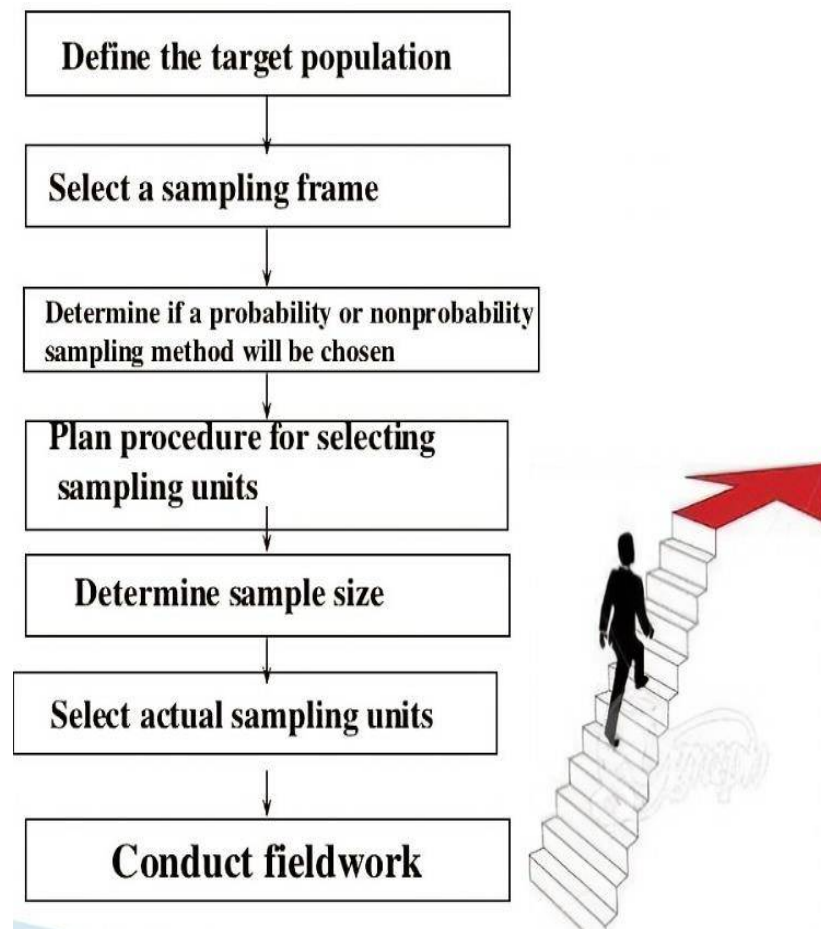 Define the target population
Select a sampling frame
Determine if a probability or nonprobability
sampling method will be chosen
Plan procedure for selecting
sampling units
Determine sample size
Select actual sampling units
Conduct fieldwork